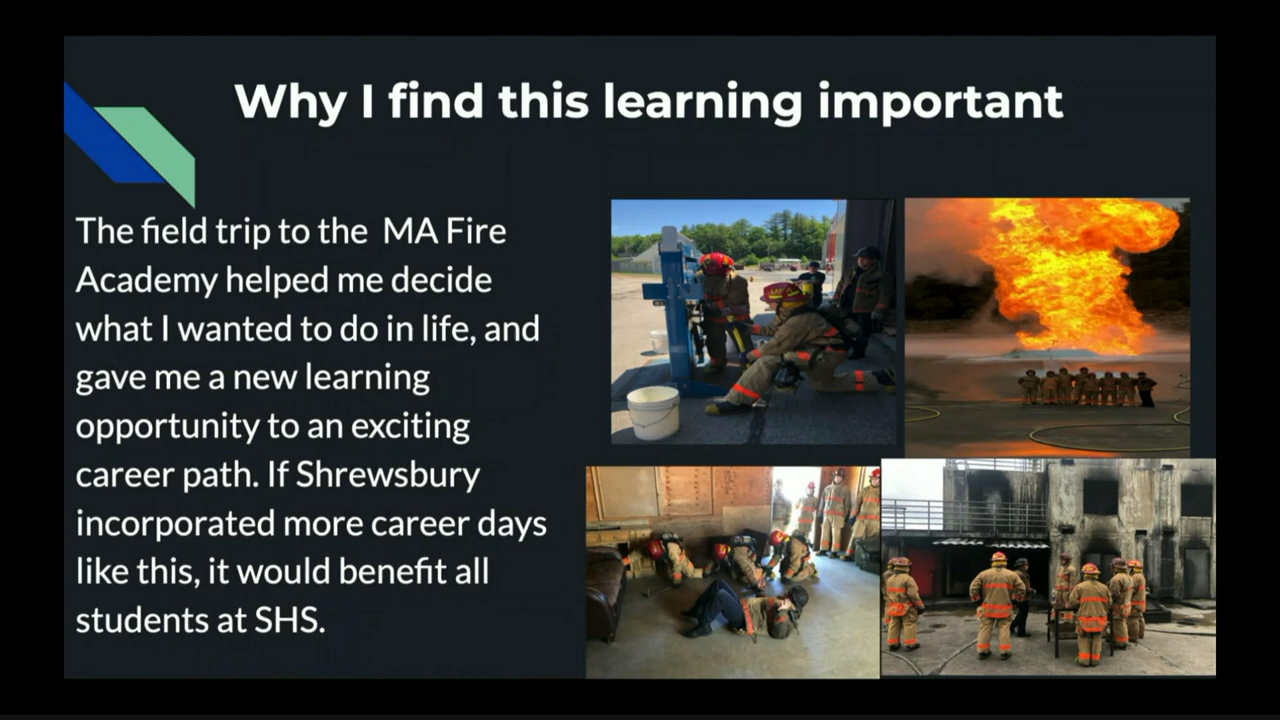 Why I find this learning important
The field trip to the MA Fire
Academy helped me decide
what I wanted to do in life, and
gave me a new learning
opportunity to an exciting
career path. If Shrewsbury
incorporated more career days
like this, it would benefit all
students at SHS.